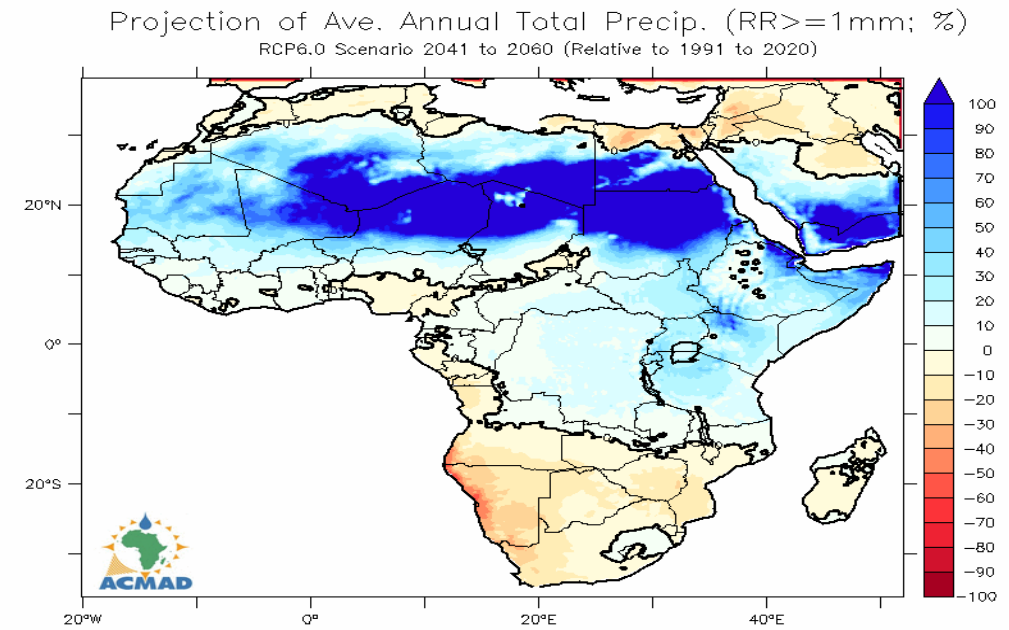 Projection of Ave. Annual Total Precip. (RR>=1mm; %)
RCP6.0 Scenario 2041 to 2060 (Relative to 1991 to 2020)
100
90
80
70
60
50
40
30
20
10
0
-10
-20
-30
-40
-50
-60
-70
-80
-90
-100
20°N
0°
20°S
20°W
0°
20°E
40°E
ACMAD